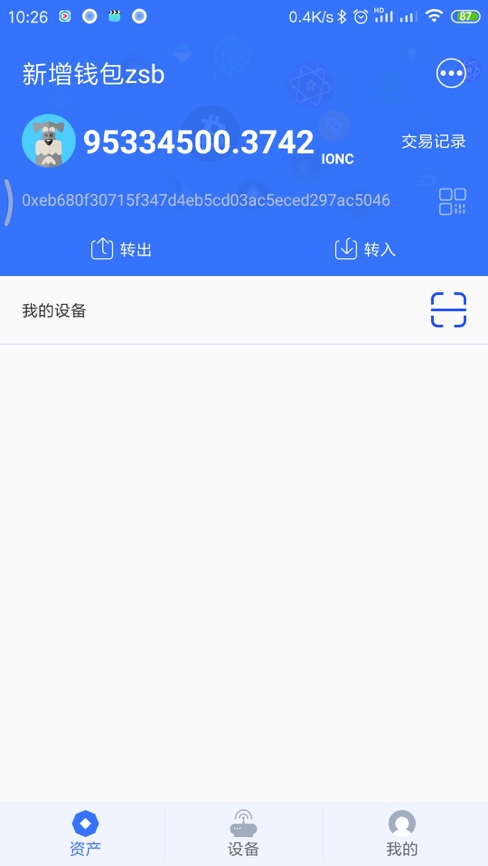 10:26 0.4K/s HD 87
新增钱包zsb
95334500.3742 IONC 交易记录
0xeb680f30715f347d4eb5cd03ac5eced297ac5046
转出 转入
我的设备
资产 设备 我的